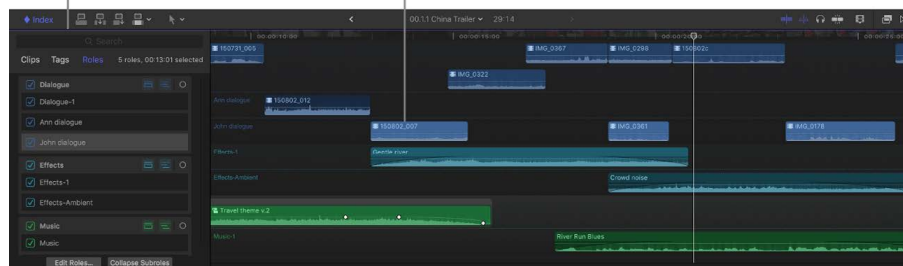 Index
00.1.1 China Trailer
29:14
Search
Clips Tags Roles 5 roles, 00:13:01 selected
Dialogue
Dialogue-1
Ann dialogue
John dialogue
Effects
Effects-1
Effects-Ambient
Music
Music
Edit Roles... Collapse Subroles
150731_005
IMG_0367
IMG_0298
150802c
IMG_0322
Ann dialogue
150802_012
John dialogue
150802_007
IMG_0361
IMG_0178
Effects-1
Gentle river
Effects-Ambient
Crowd noise
Travel theme v.2
Music-1
River Run Blues